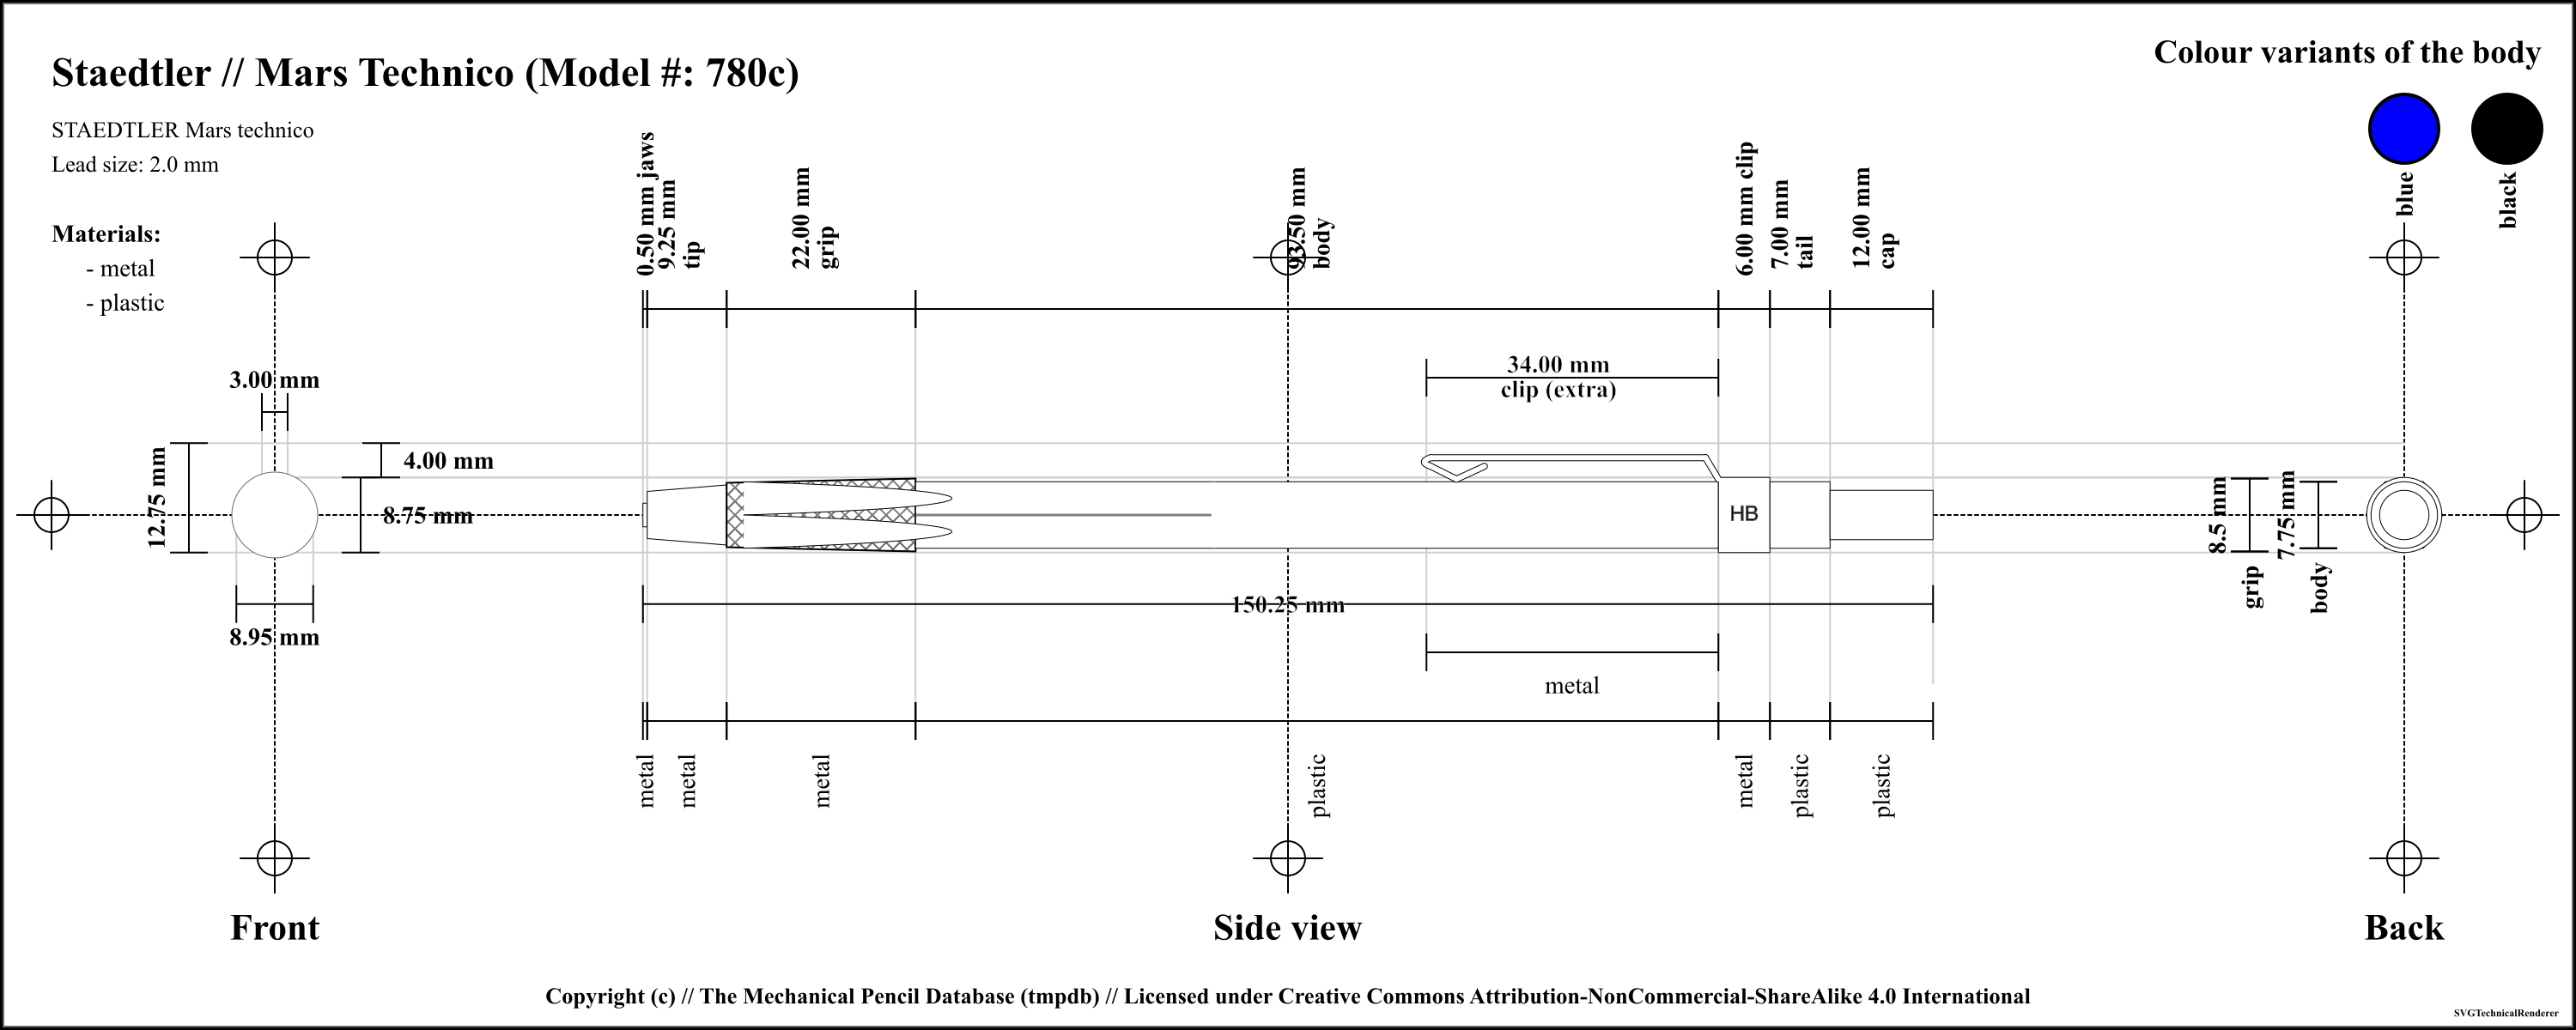 Staedtler // Mars Technico (Model #: 780c)
Colour variants of the body
STAEDTLER Mars technico
Lead size: 2.0 mm
blue
black
Materials:
- metal
- plastic
0.50 mm jaws
9.25 mm
tip
22.00 mm
grip
93.50 mm
body
6.00 mm clip
7.00 mm
tail
12.00 mm
cap
34.00 mm
clip (extra)
3.00 mm
12.75 mm
4.00 mm
8.75 mm
8.95 mm
HB
8.5 mm
grip
7.75 mm
body
150.25 mm
metal
metal
metal
metal
plastic
metal
plastic
plastic
Front
Side view
Back
Copyright (c) // The Mechanical Pencil Database (tmpdb) // Licensed under Creative Commons Attribution-NonCommercial-ShareAlike 4.0 International
SVGTechnicalRenderer